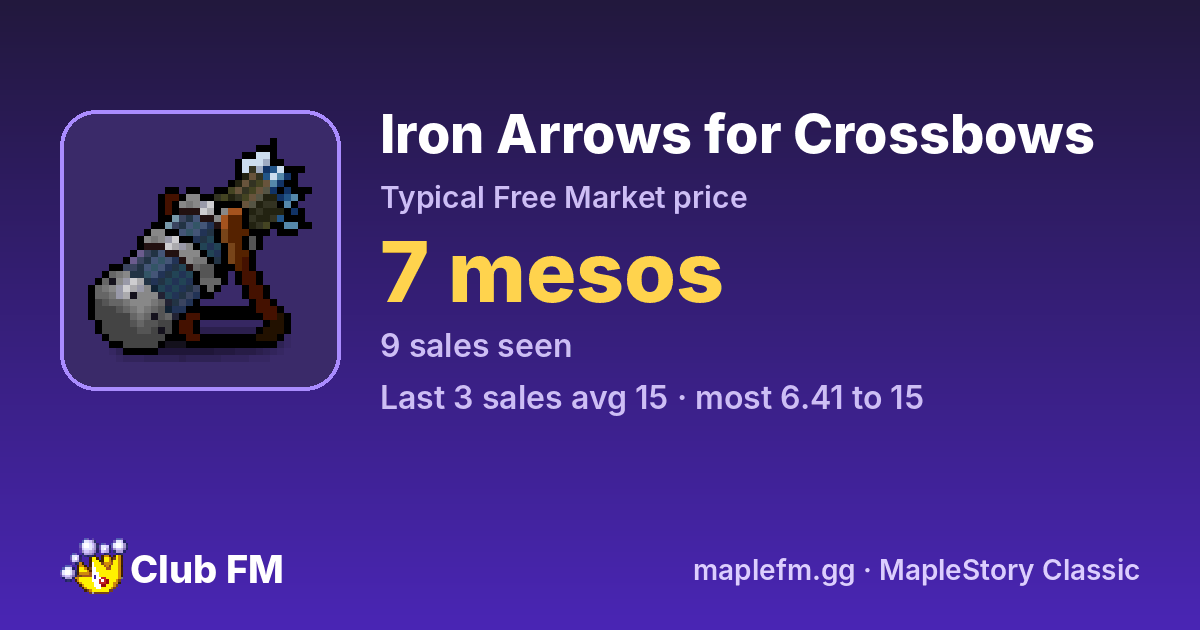 Iron Arrows for Crossbows
Typical Free Market price
7 mesos
9 sales seen
Last 3 sales avg 15 · most 6.41 to 15
Club FM
maplefm.gg · MapleStory Classic